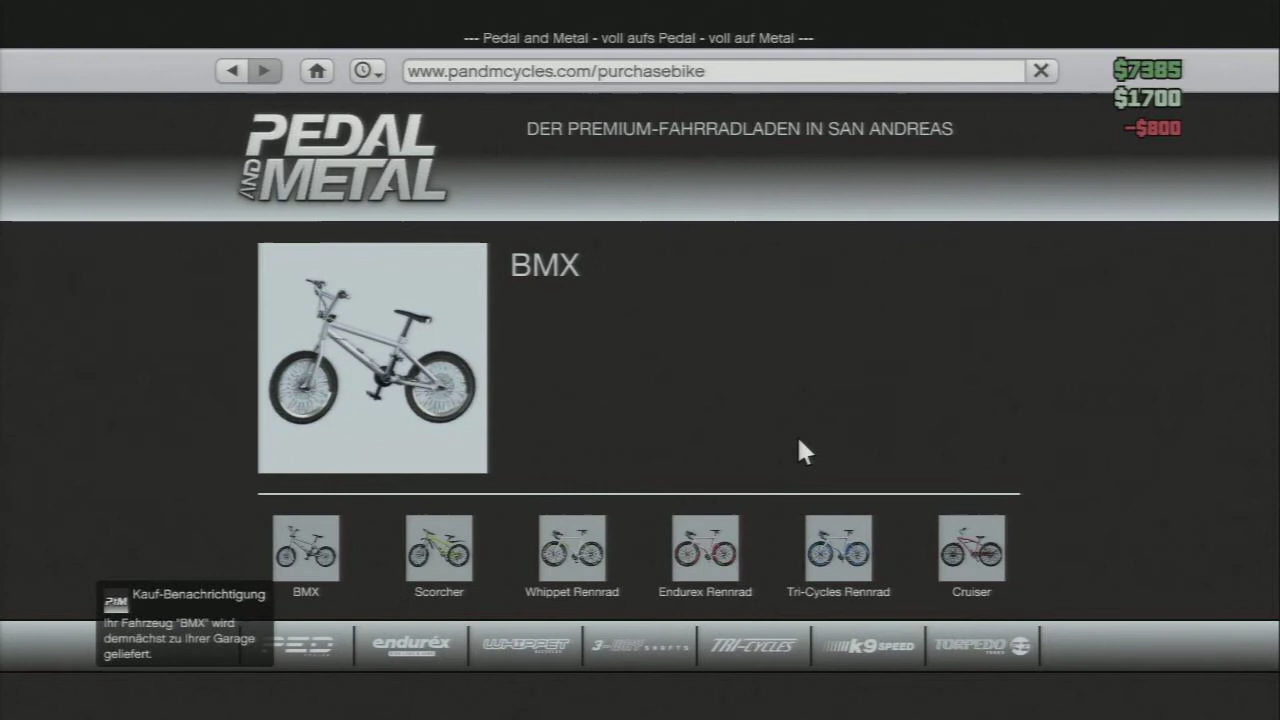 --- Pedal and Metal - voll aufs Pedal - voll auf Metal ---
www.pandmcycles.com/purchasebike
$7385
$1700
-$800
PEDAL
AND METAL
DER PREMIUM-FAHRRADLADEN IN SAN ANDREAS
BMX
BMX
Scorcher
Whippet Rennrad
Endurex Rennrad
Tri-Cycles Rennrad
Cruiser
P&M
Kauf-Benachrichtigung
Ihr Fahrzeug "BMX" wird
demnächst zu Ihrer Garage
geliefert.
enduréx
WHIPPET
TRI-CYCLES
k9 SPEED
TORPEDO